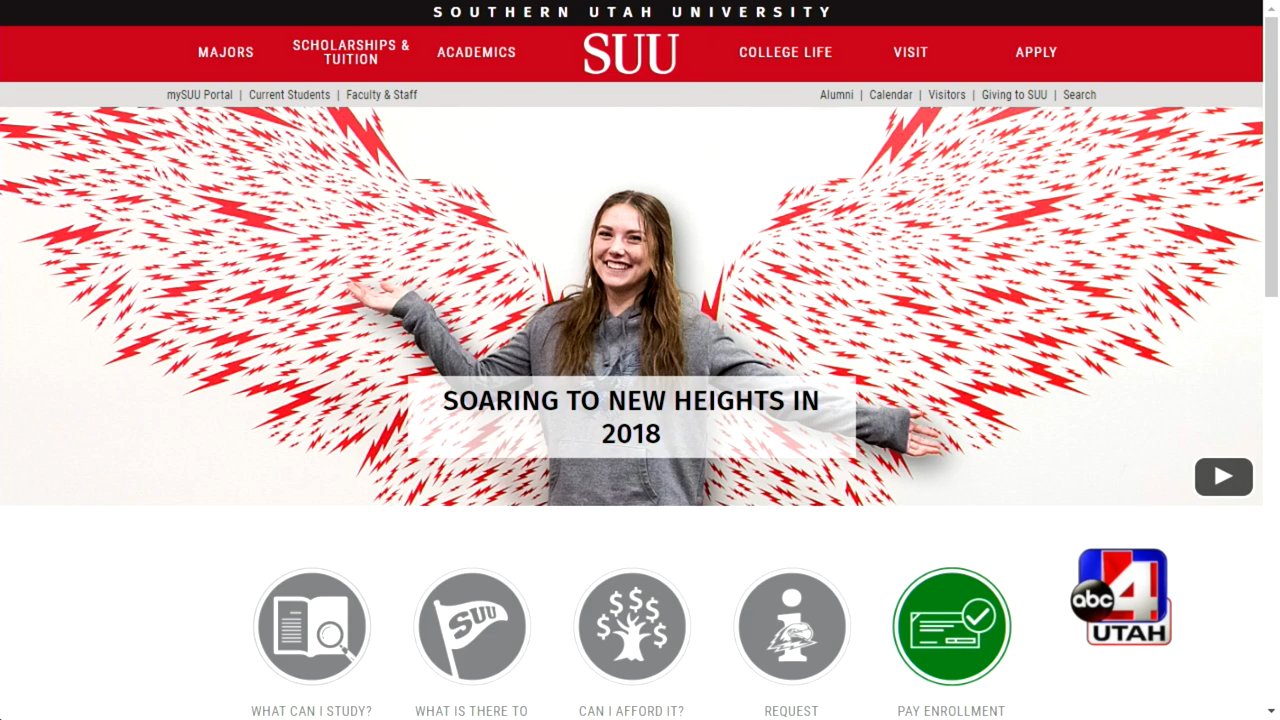 SOUTHERN UTAH UNIVERSITY
MAJORS
SCHOLARSHIPS &
TUITION
ACADEMICS
SUU
COLLEGE LIFE
VISIT
APPLY
mySUU Portal | Current Students | Faculty & Staff
Alumni | Calendar | Visitors | Giving to SUU | Search
SOARING TO NEW HEIGHTS IN
2018
SUU
abc 4
UTAH
WHAT CAN I STUDY?
WHAT IS THERE TO
CAN I AFFORD IT?
REQUEST
PAY ENROLLMENT